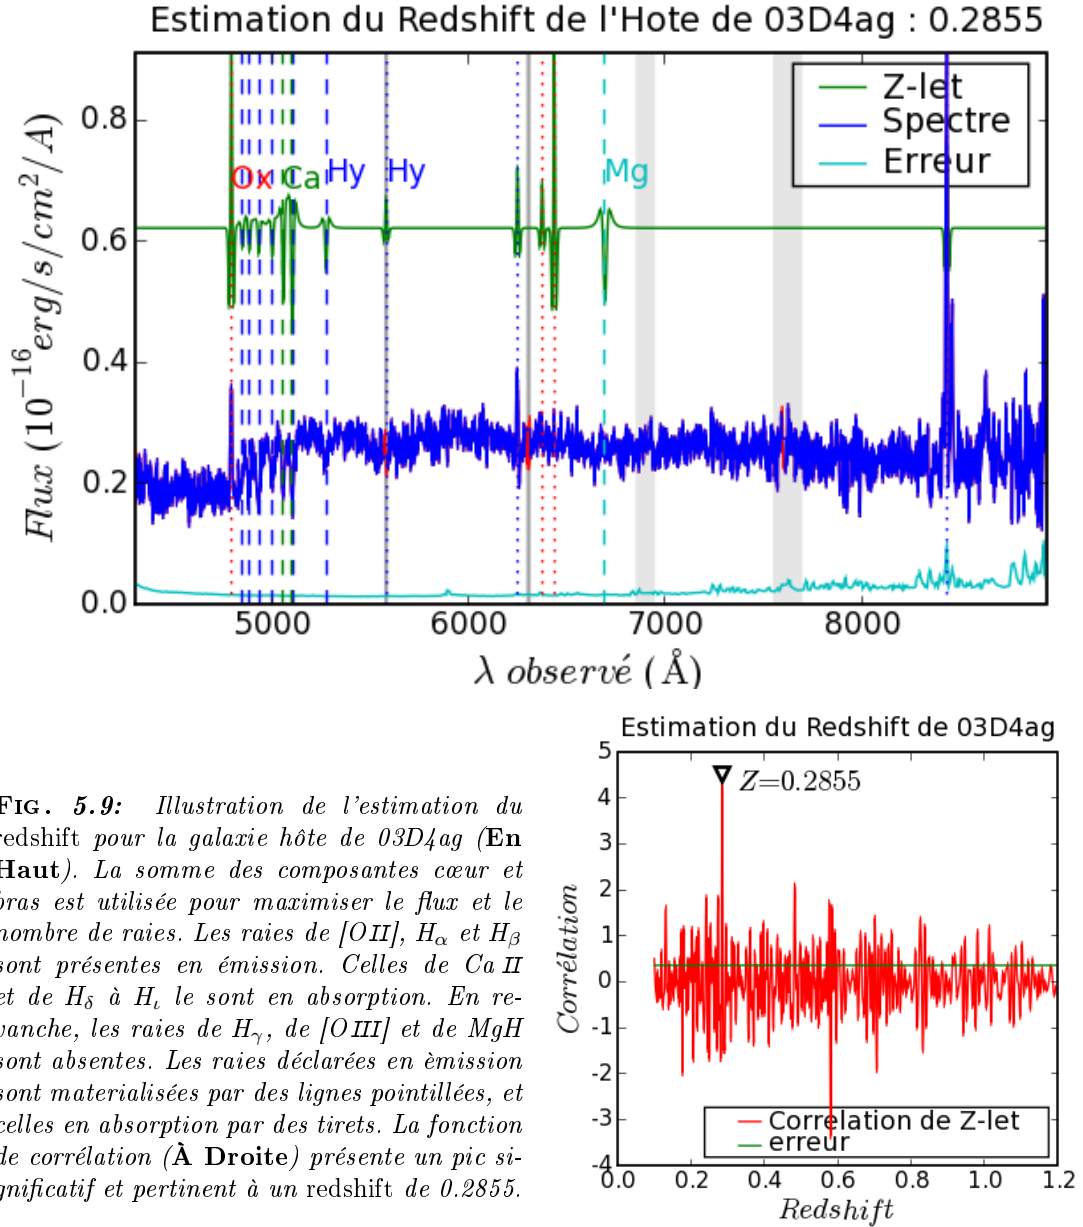 Estimation du Redshift de l'Hote de 03D4ag : 0.2855
Flux (10⁻¹⁶erg/s/cm²/A)
0.8
0.6
0.4
0.2
0.0
Z-let
Spectre
Erreur
Ox
Ca
Hy
Hy
Mg
5000
6000
7000
8000
λ observé (Å)
Estimation du Redshift de 03D4ag
Corrélation
5
4
3
2
1
0
-1
-2
-3
-4
Z=0.2855
Correlation de Z-let
erreur
0.0
0.2
0.4
0.6
0.8
1.0
1.2
Redshift
FIG. 5.9: Illustration de l'estimation du
redshift pour la galaxie hôte de 03D4ag (En
Haut). La somme des composantes cœur et
bras est utilisée pour maximiser le flux et le
nombre de raies. Les raies de [OII], Hα et Hβ
sont présentes en émission. Celles de Ca II
et de Hδ à Hι le sont en absorption. En re-
vanche, les raies de Hγ, de [OIII] et de MgH
sont absentes. Les raies déclarées en èmission
sont materialisées par des lignes pointillées, et
celles en absorption par des tirets. La fonction
de corrélation (À Droite) présente un pic si-
gnificatif et pertinent à un redshift de 0.2855.